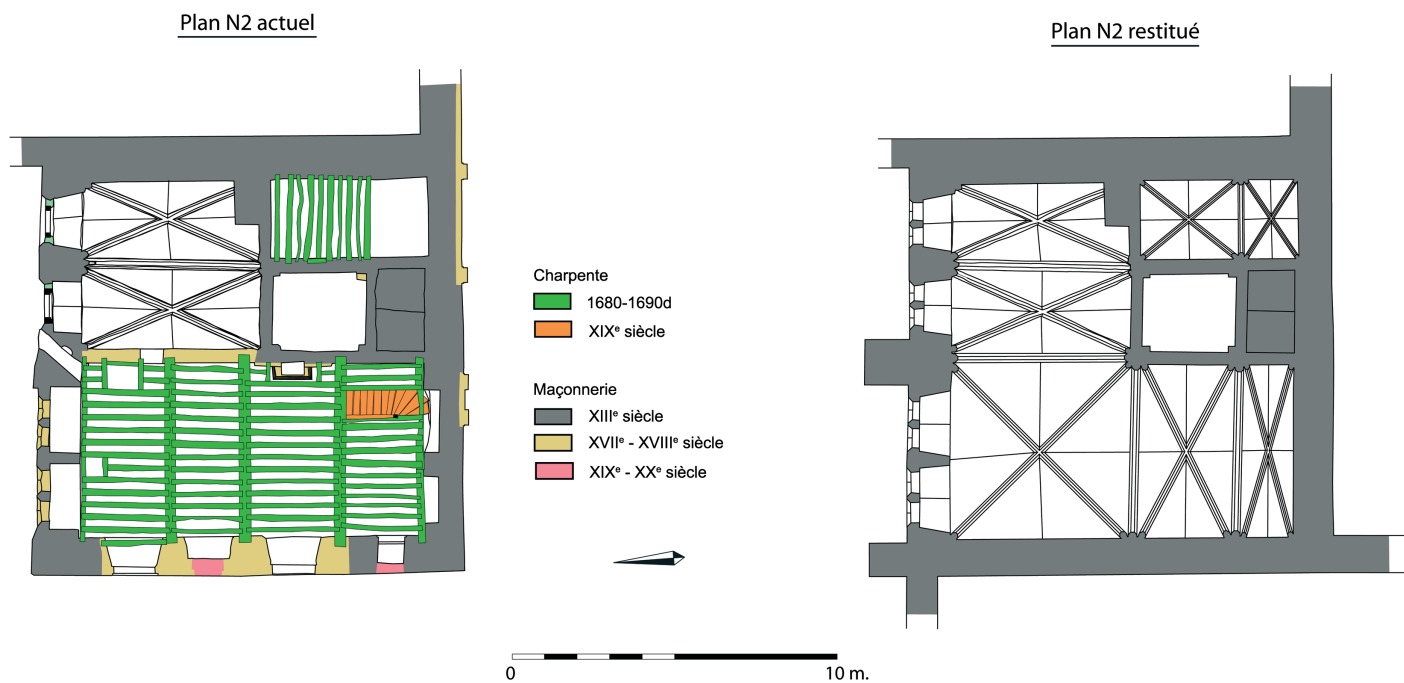 Plan N2 actuel
Plan N2 restitué
Charpente
1680-1690d
XIXᵉ siècle
Maçonnerie
XIIIᵉ siècle
XVIIᵉ - XVIIIᵉ siècle
XIXᵉ - XXᵉ siècle
0
10 m.